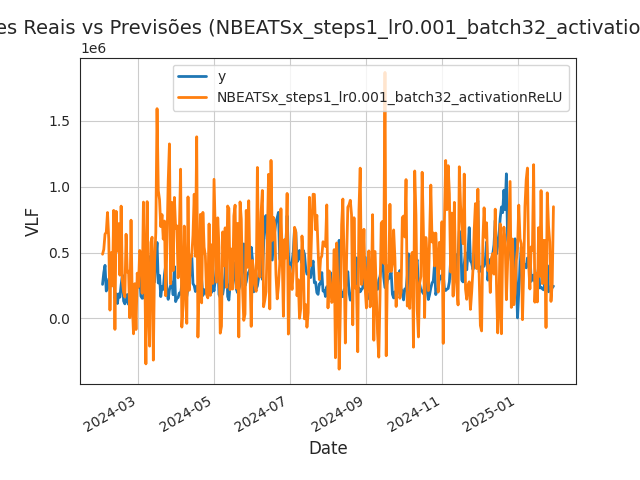 es Reais vs Previsões (NBEATSx_steps1_lr0.001_batch32_activatio
1e6
y
NBEATSx_steps1_lr0.001_batch32_activationReLU
1.5
1.0
0.5
0.0
VLF
2024-03
2024-05
2024-07
2024-09
2024-11
2025-01
Date